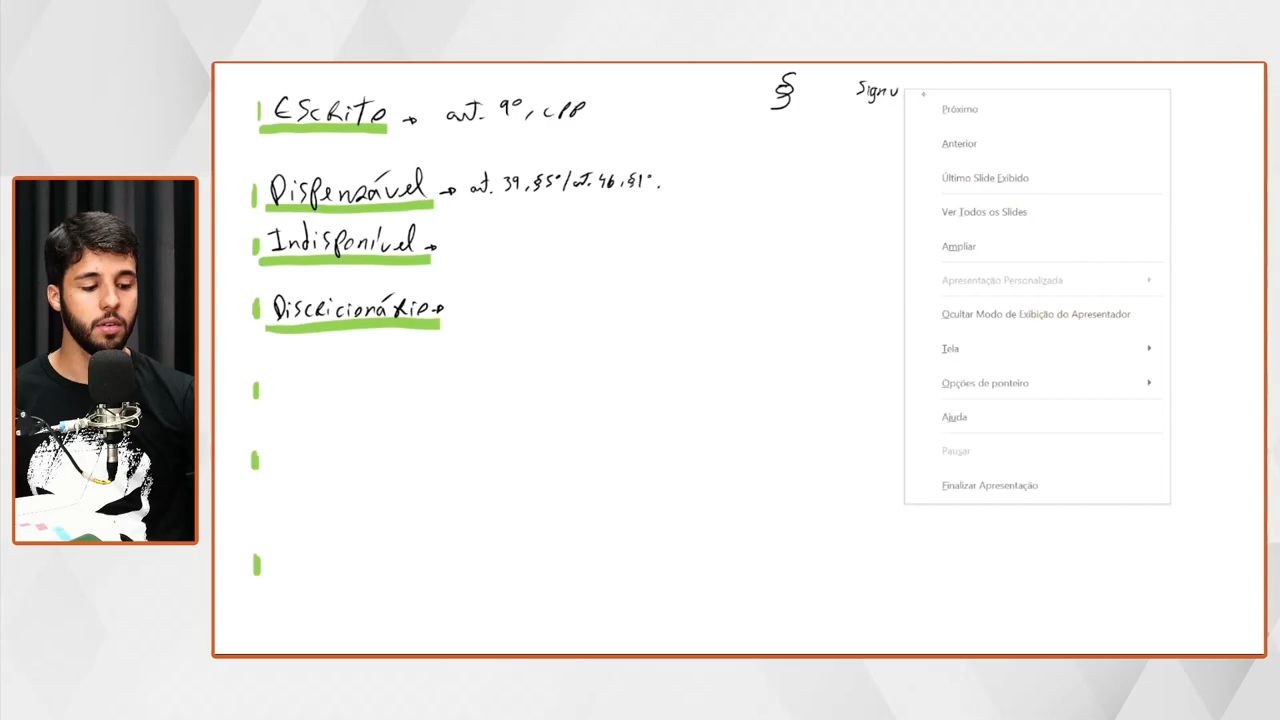 Escrito → art. 9º, CPP
§ Signu
Dispensável → art. 39, §5º/art. 46, §1º.
Indisponível →
Discricionário →
Próximo
Anterior
Último Slide Exibido
Ver Todos os Slides
Ampliar
Apresentação Personalizada
Ocultar Modo de Exibição do Apresentador
Tela
Opções de ponteiro
Ajuda
Pausar
Finalizar Apresentação